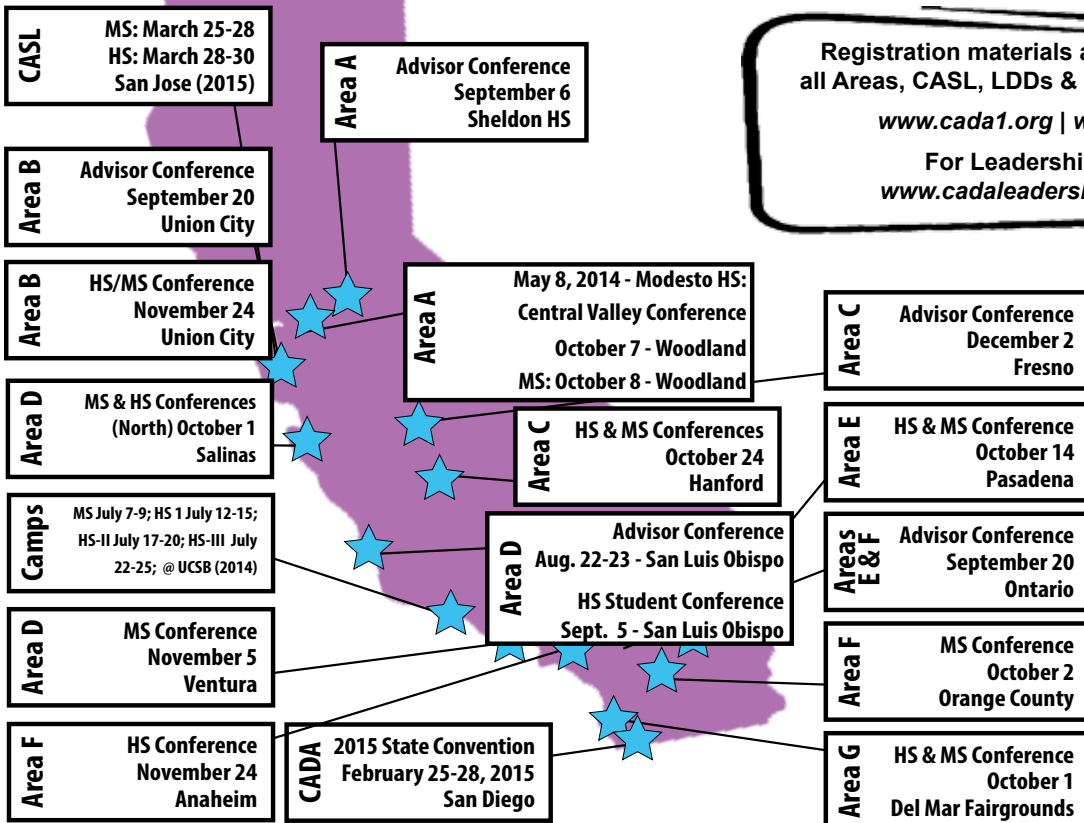 CASL
MS: March 25-28
HS: March 28-30
San Jose (2015)
Area A
Advisor Conference
September 6
Sheldon HS
Registration materials
all Areas, CASL, LDDs &
www.cada1.org |
For
www.
Area B
Advisor Conference
September 20
Union City
Area B
HS/MS Conference
November 24
Union City
Area A
May 8, 2014 - Modesto HS:
Central Valley Conference
October 7 - Woodland
MS: October 8 - Woodland
Area C
Advisor Conference
December 2
Fresno
Area D
MS & HS Conferences
(North) October 1
Salinas
Area C
HS & MS Conferences
October 24
Hanford
Area E
HS & MS Conference
October 14
Pasadena
Camps
MS July 7-9; HS 1 July 12-15;
HS-II July 17-20; HS-III July
22-25; @ UCSB (2014)
Area D
Advisor Conference
Aug. 22-23 - San Luis Obispo
HS Student Conference
Sept. 5 - San Luis Obispo
Areas
E & F
Advisor Conference
September 20
Ontario
Area D
MS Conference
November 5
Ventura
Area F
MS Conference
October 2
Orange County
Area F
HS Conference
November 24
Anaheim
CADA
2015 State Convention
February 25-28, 2015
San Diego
Area G
HS & MS Conference
October 1
Del Mar Fairgrounds